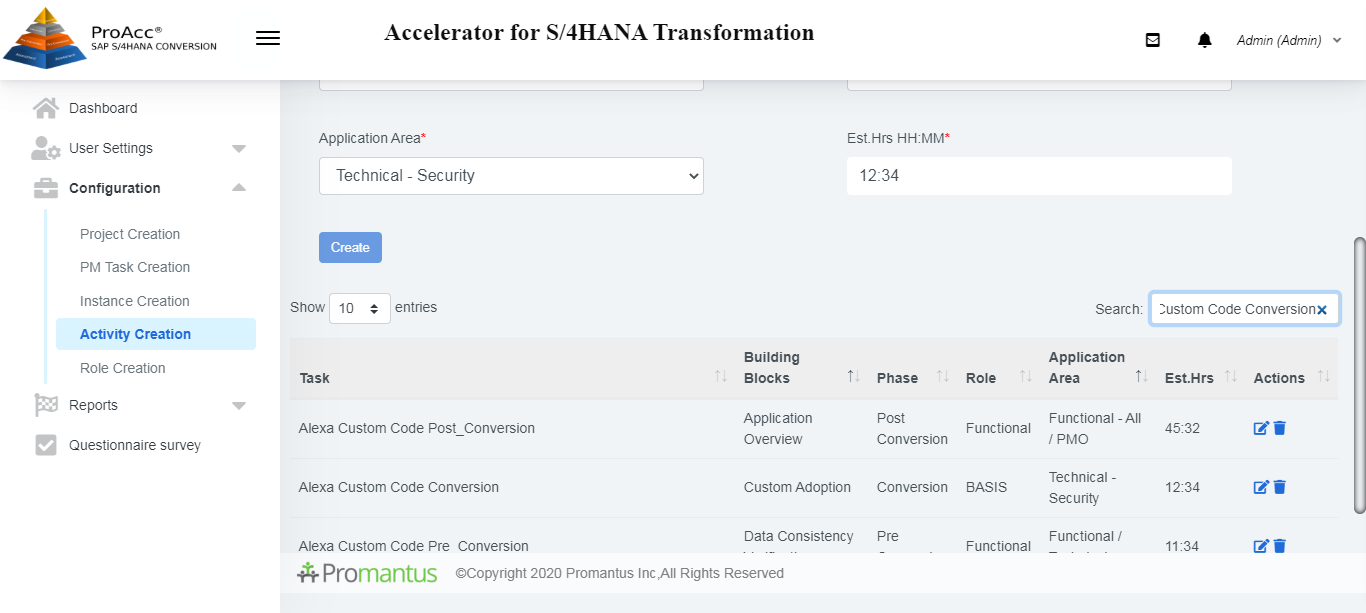 ProAcc®
SAP S/4HANA CONVERSION
Accelerator for S/4HANA Transformation
Admin (Admin)
Dashboard
User Settings
Configuration
Project Creation
PM Task Creation
Instance Creation
Activity Creation
Role Creation
Reports
Questionnaire survey
Application Area*
Est.Hrs HH:MM*
Technical - Security
12:34
Create
Show 10 entries
Search: Custom Code Conversion
Task
Building
Blocks
Phase
Role
Application
Area
Est.Hrs
Actions
Alexa Custom Code Post_Conversion
Application
Overview
Post
Conversion
Functional
Functional - All
/ PMO
45:32
Alexa Custom Code Conversion
Custom Adoption
Conversion
BASIS
Technical -
Security
12:34
Alexa Custom Code Pre_Conversion
Data Consistency
Pre
Functional
Functional /
11:34
Promantus
©Copyright 2020 Promantus Inc,All Rights Reserved